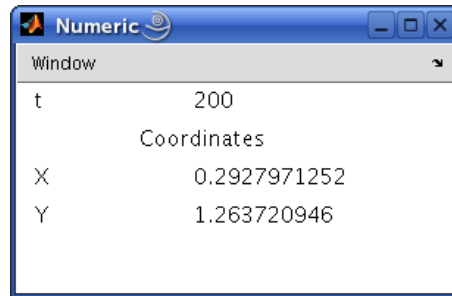 Numeric
Window
t 200
Coordinates
X 0.2927971252
Y 1.263720946